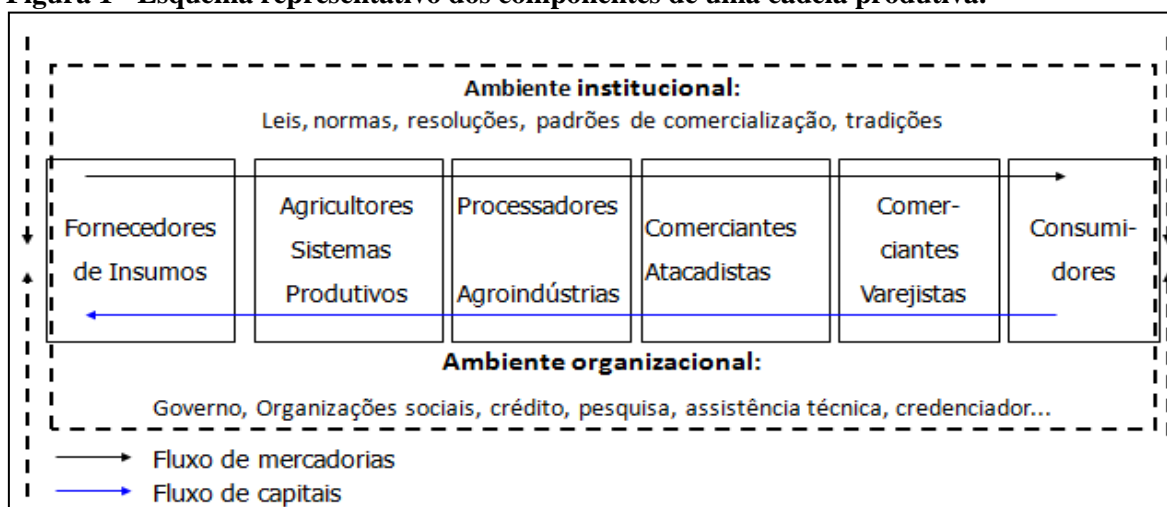 Figura 1 - Esquema representativo dos componentes de uma cadeia produtiva.
Ambiente institucional:
Leis, normas, resoluções, padrões de comercialização, tradições
Fornecedores
de Insumos
Agricultores
Sistemas
Produtivos
Processadores
Agroindústrias
Comerciantes
Atacadistas
Comer-
ciantes
Varejistas
Consumi-
dores
Ambiente organizacional:
Governo, Organizações sociais, crédito, pesquisa, assistência técnica, credenciador...
Fluxo de mercadorias
Fluxo de capitais